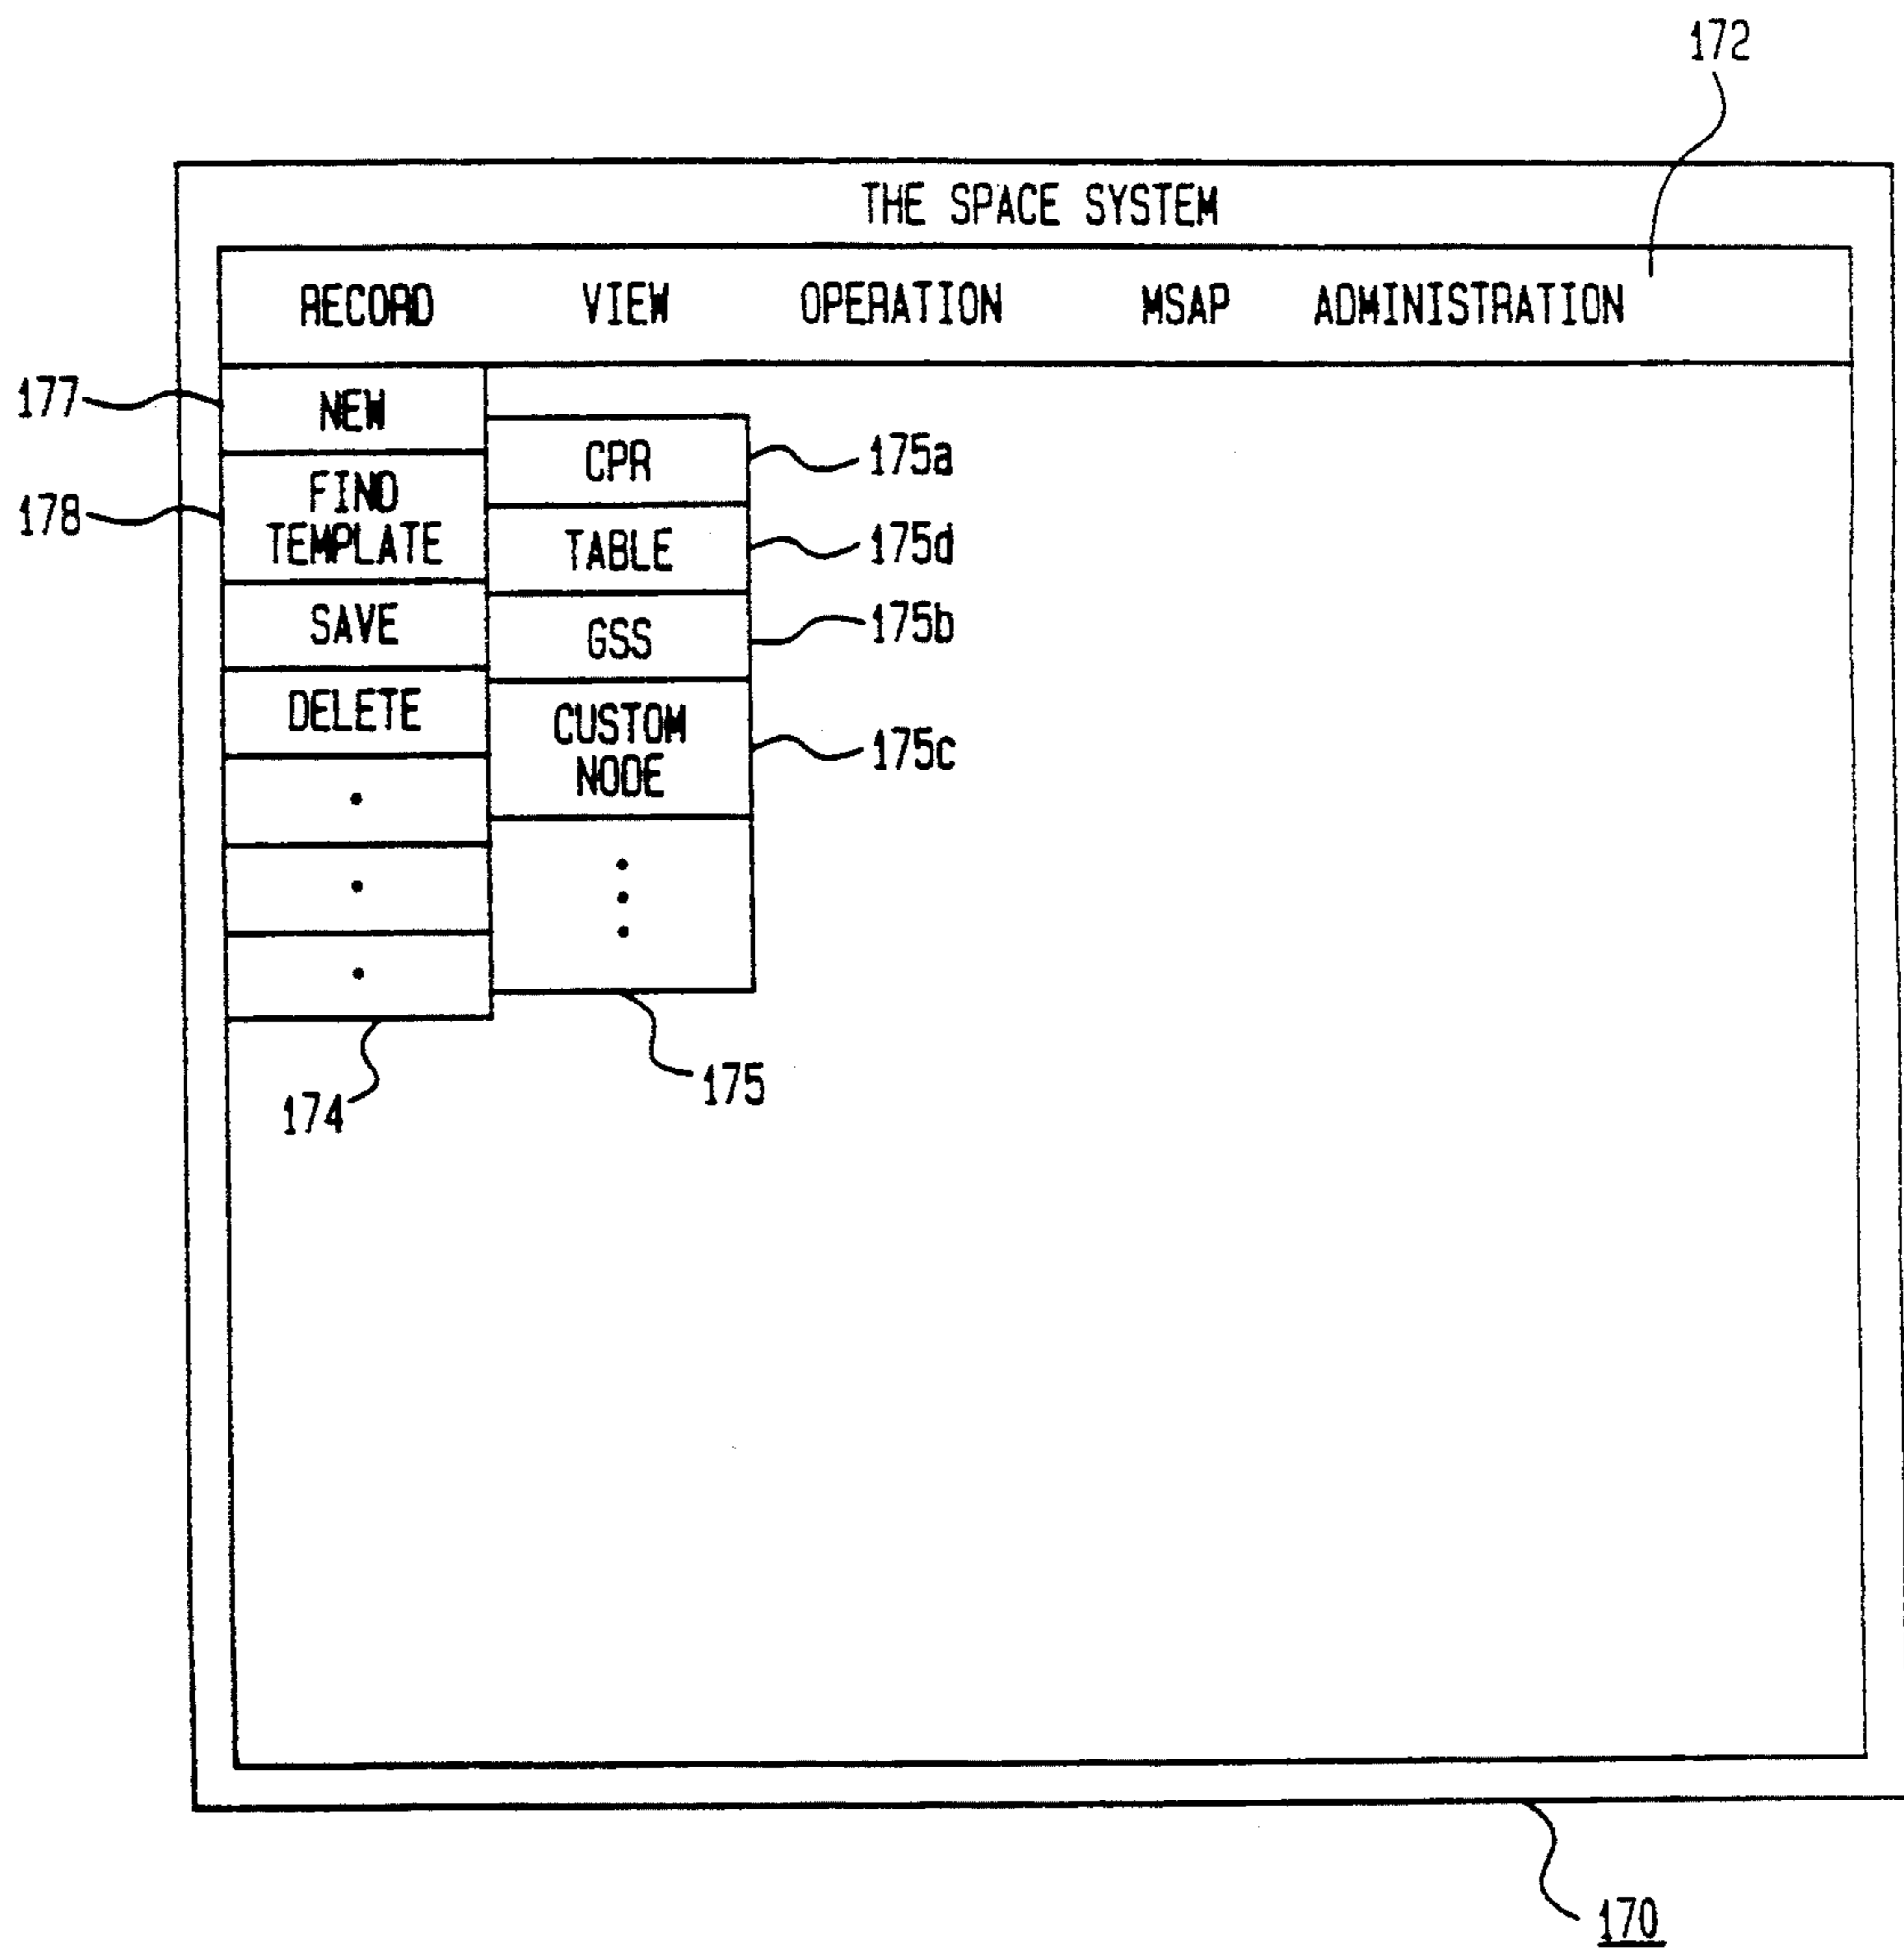 172
THE SPACE SYSTEM
RECORD VIEW OPERATION MSAP ADMINISTRATION
177
NEW
CPR
175a
178
FIND
TEMPLATE
TABLE
175d
SAVE
GSS
175b
DELETE
CUSTOM
NODE
175c
174
175
170